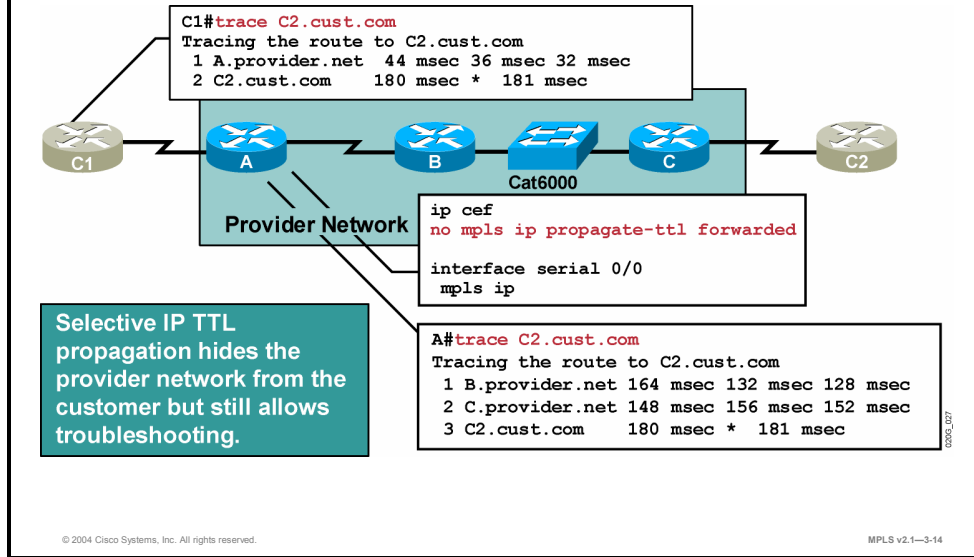 C1#trace C2.cust.com
Tracing the route to C2.cust.com
1 A.provider.net 44 msec 36 msec 32 msec
2 C2.cust.com 180 msec * 181 msec
C1
A
B
Cat6000
C
C2
Provider Network
ip cef
no mpls ip propagate-ttl forwarded
interface serial 0/0
mpls ip
Selective IP TTL
propagation hides the
provider network from the
customer but still allows
troubleshooting.
A#trace C2.cust.com
Tracing the route to C2.cust.com
1 B.provider.net 164 msec 132 msec 128 msec
2 C.provider.net 148 msec 156 msec 152 msec
3 C2.cust.com 180 msec * 181 msec
020G_027
© 2004 Cisco Systems, Inc. All rights reserved.
MPLS v2.1—3-14